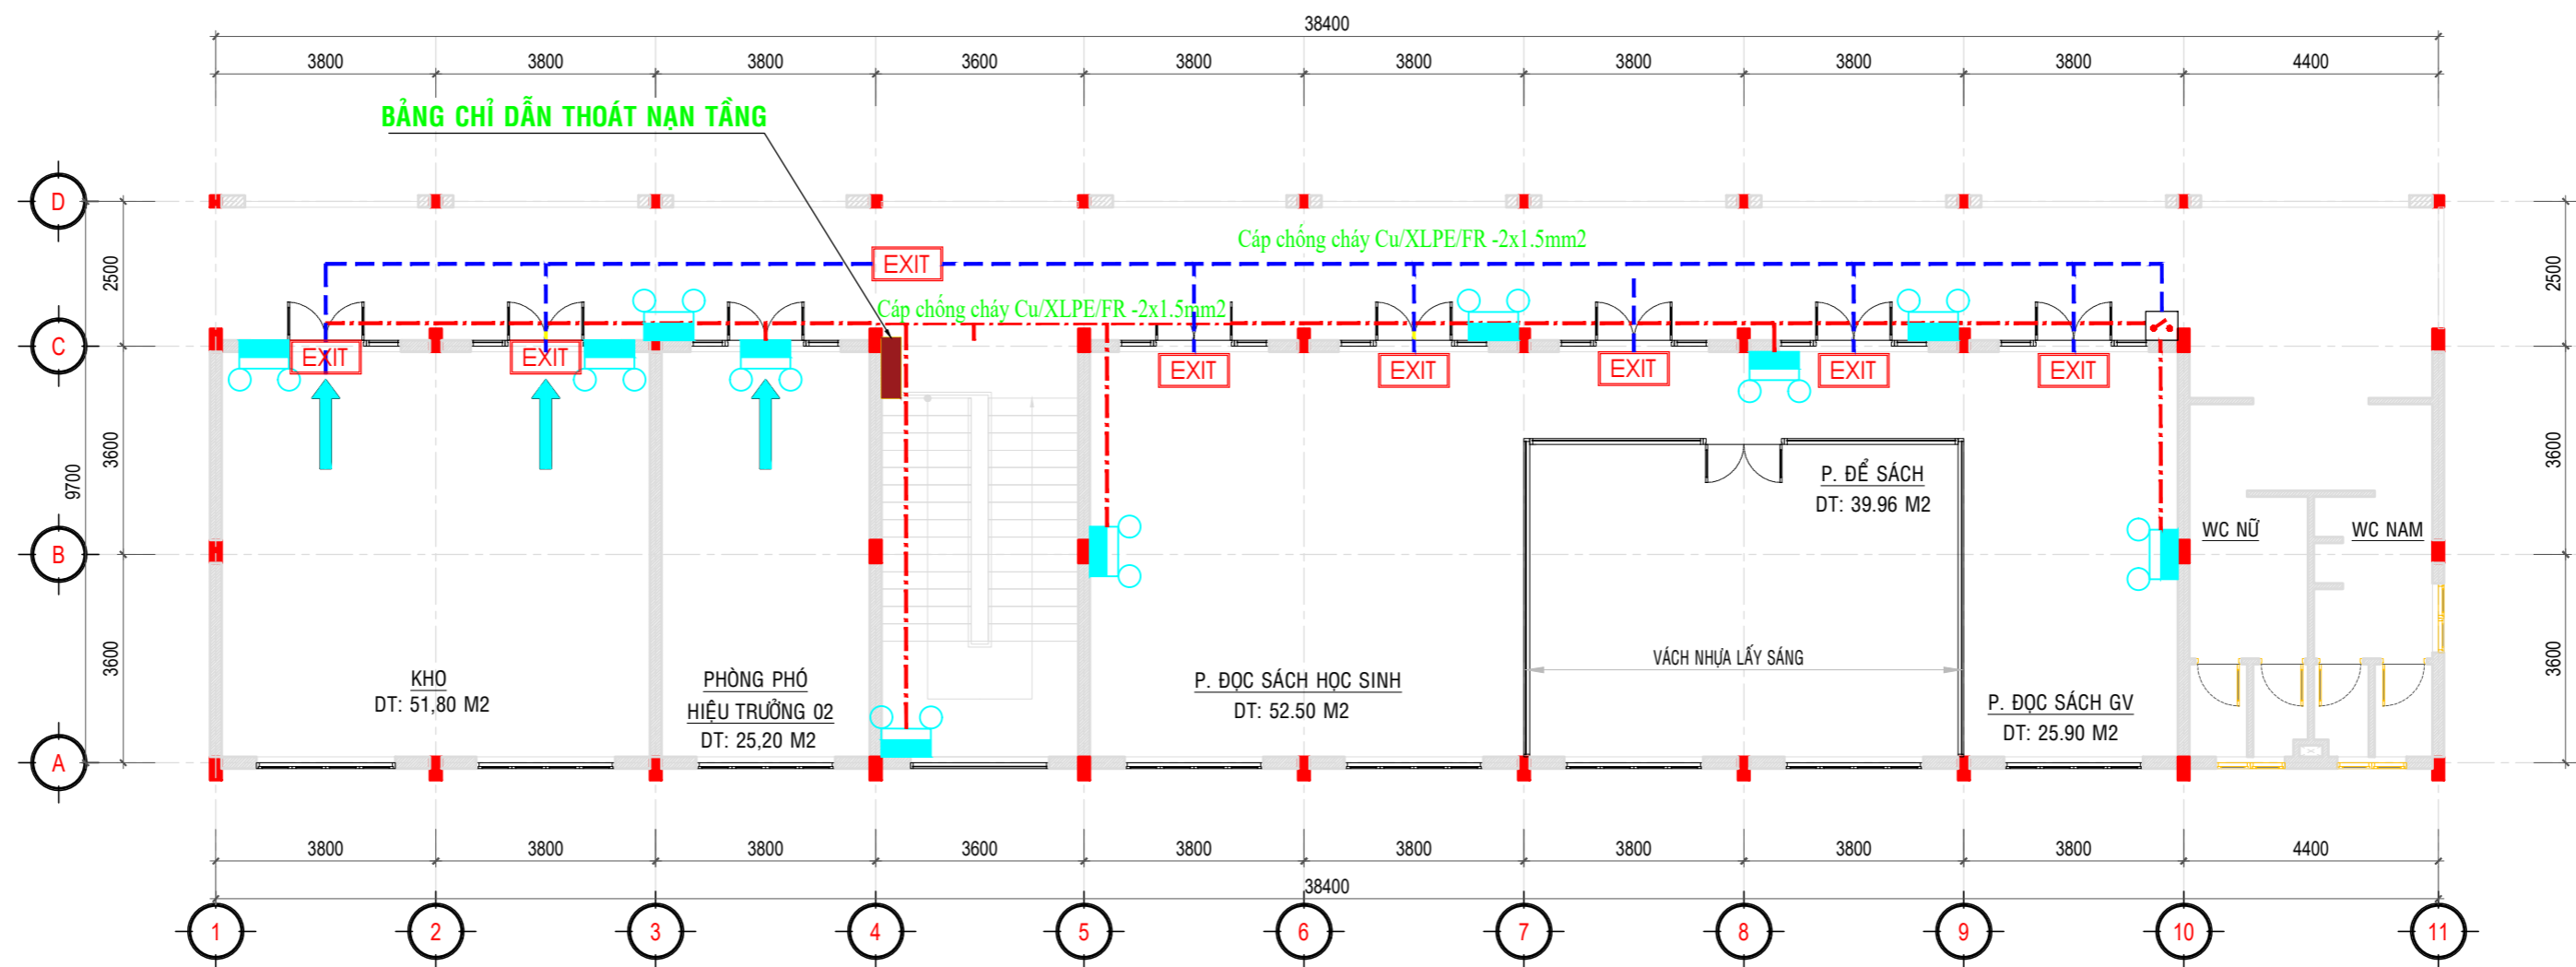 38400
3800 3800 3800 3600 3800 3800 3800 3800 3800 4400
BẢNG CHỈ DẪN THOÁT NẠN TẦNG
D
Cáp chống cháy Cu/XLPE/FR -2x1.5mm2
EXIT
2500 2500
Cáp chống cháy Cu/XLPE/FR -2x1.5mm2
C
EXIT EXIT EXIT EXIT EXIT EXIT EXIT
3600 3600
9700
P. ĐỂ SÁCH
DT: 39.96 M2
WC NỮ WC NAM
B
3600 3600
VÁCH NHỰA LẤY SÁNG
KHO
DT: 51,80 M2
PHÒNG PHÓ
HIỆU TRƯỞNG 02
DT: 25,20 M2
P. ĐỌC SÁCH HỌC SINH
DT: 52.50 M2
P. ĐỌC SÁCH GV
DT: 25.90 M2
A
3800 3800 3800 3600 3800 3800 3800 3800 3800 4400
38400
1 2 3 4 5 6 7 8 9 10 11